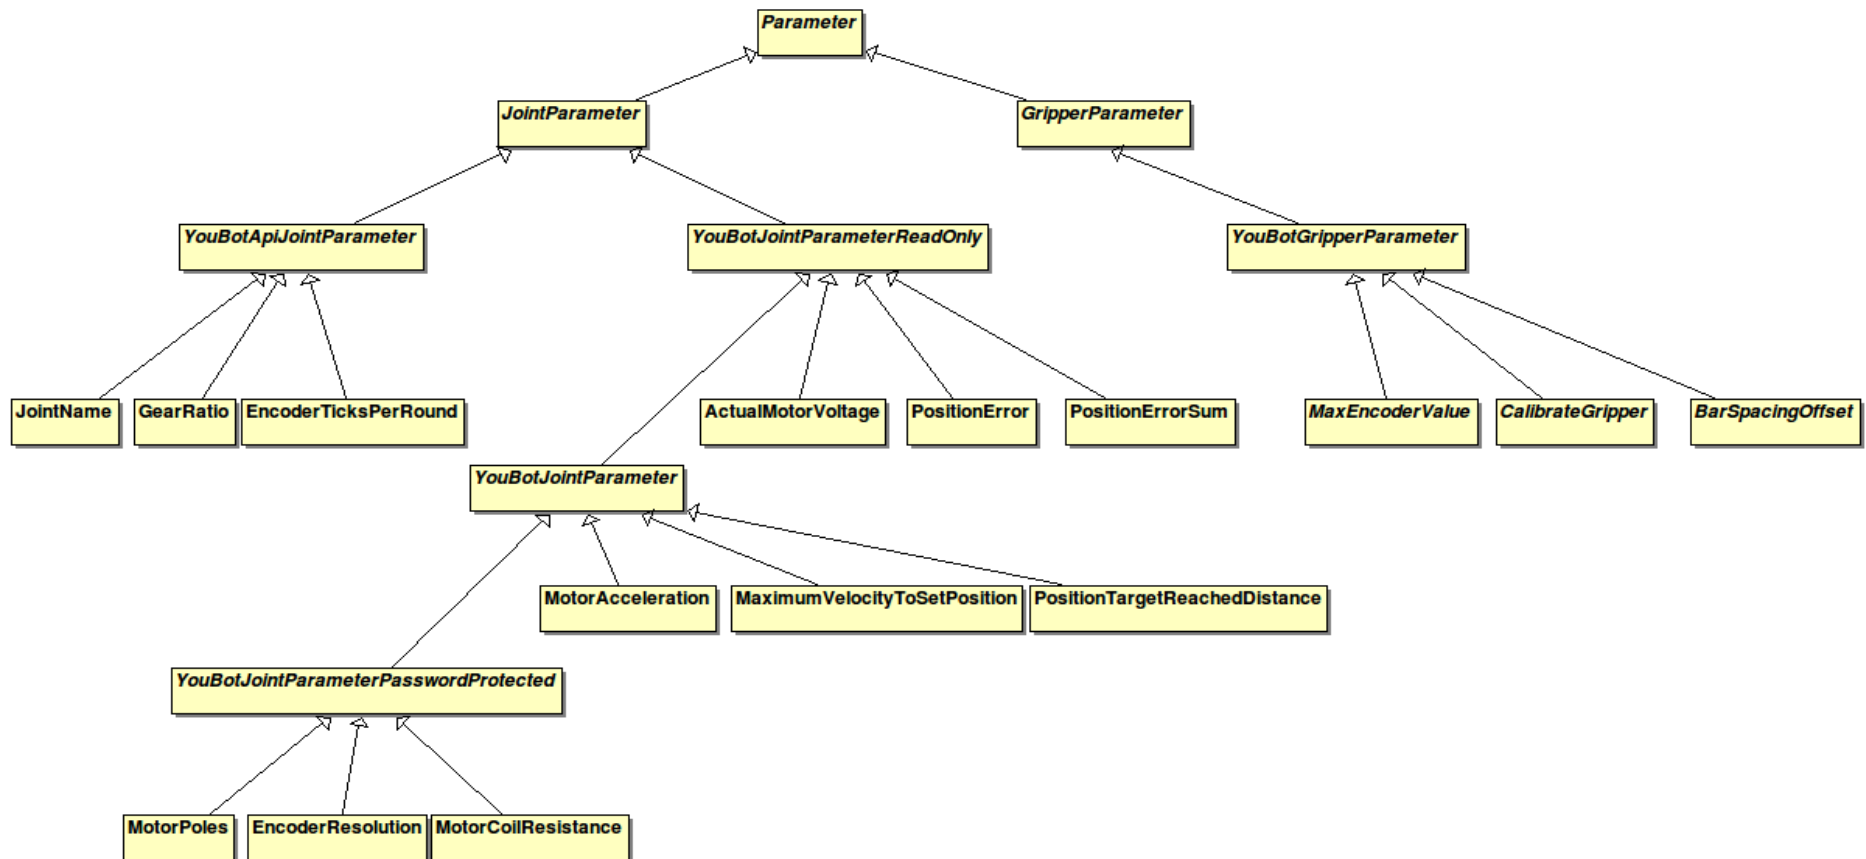 Parameter
JointParameter
GripperParameter
YouBotApiJointParameter
YouBotJointParameterReadOnly
YouBotGripperParameter
JointName
GearRatio
EncoderTicksPerRound
ActualMotorVoltage
PositionError
PositionErrorSum
MaxEncoderValue
CalibrateGripper
BarSpacingOffset
YouBotJointParameter
MotorAcceleration
MaximumVelocityToSetPosition
PositionTargetReachedDistance
YouBotJointParameterPasswordProtected
MotorPoles
EncoderResolution
MotorCoilResistance